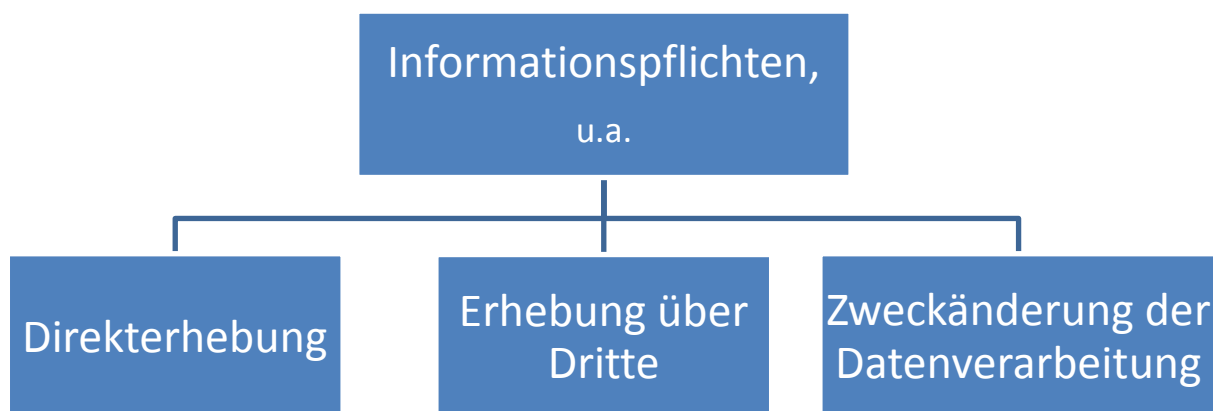 Informationspflichten,
u.a.
Direkterhebung
Erhebung über
Dritte
Zweckänderung der
Datenverarbeitung